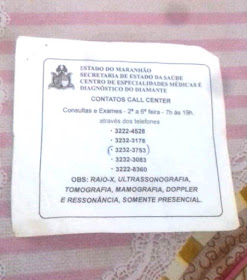 ESTADO DO MARANHÃO
SECRETARIA DE ESTADO DA SAÚDE
CENTRO DE ESPECIALIDADES MÉDICAS E
DIAGNÓSTICO DO DIAMANTE
CONTATOS CALL CENTER
Consultas e Exames - 2ª a 6ª feira - 7h às 19h.
através dos telefones
· 3222-4528
· 3222-3178
· 3232-3753
· 3222-3083
· 3222-8360
OBS: RAIO-X, ULTRASSONOGRAFIA,
TOMOGRAFIA, MAMOGRAFIA, DOPPLER
E RESSONÂNCIA, SOMENTE PRESENCIAL.